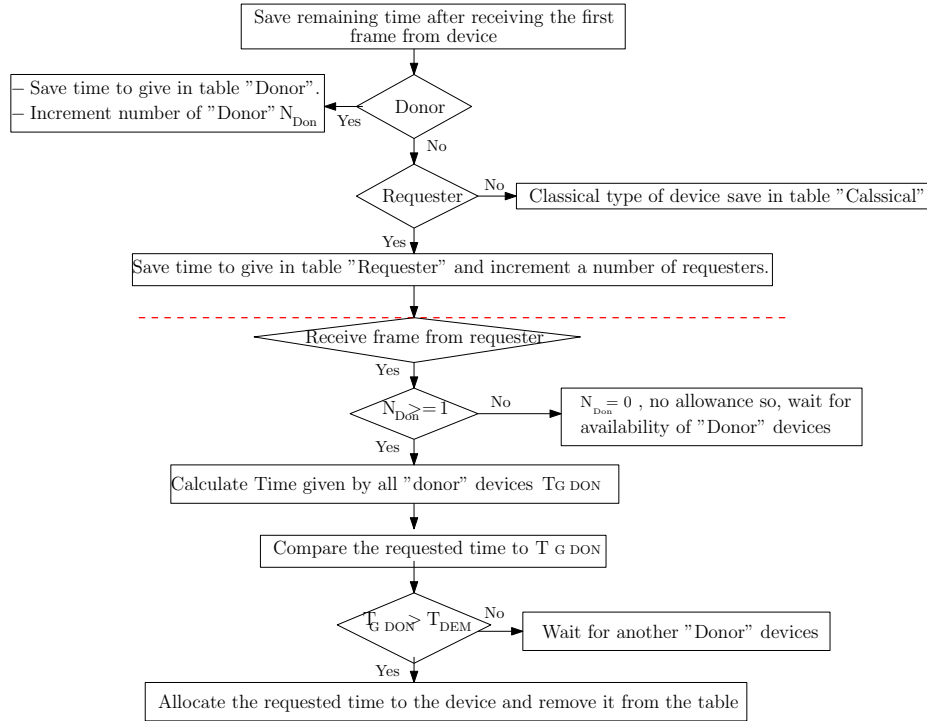 Save remaining time after receiving the first
frame from device
– Save time to give in table "Donor".
– Increment number of "Donor" N_Don
Yes
Donor
No
Requester
No
Classical type of device save in table "Calssical"
Yes
Save time to give in table "Requester" and increment a number of requesters.
Receive frame from requester
Yes
N_Don >= 1
No
N_Don = 0 , no allowance so, wait for
availability of "Donor" devices
Yes
Calculate Time given by all "donor" devices TG DON
Compare the requested time to T G DON
T_G DON > T_DEM
No
Wait for another "Donor" devices
Yes
Allocate the requested time to the device and remove it from the table